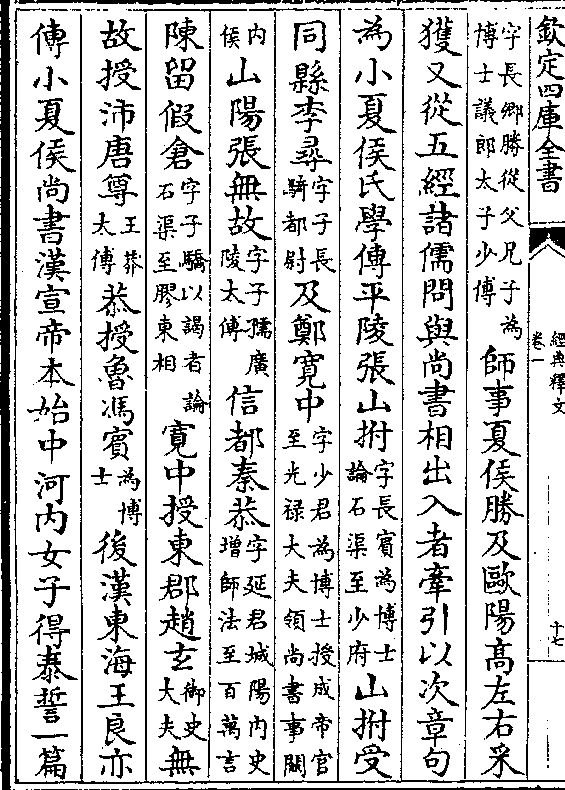 欽定四庫全書
經典釋文
卷一
十七
字長卿勝從父兄子為博士議郎太子少傅師事夏侯勝及歐陽髙左右采
獲又從五經諸儒問與尚書相出入者牽引以次章句
為小夏侯氏學傳平陵張山拊字長賓為博士論石渠至少府山拊受
同縣李尋字子長騎都尉及鄭寛中字少君為博士授成帝官至光禄大夫領尚書事闗
内侯山陽張無故字子孺廣陵太傅信都秦恭字延君城陽内史増師法至百萬言
陳留假倉字子驕以謁者論石渠至膠東相寛中授東郡趙玄御史大夫無
故授沛唐尊王莽太傅恭授魯馮賓為博士後漢東海王良亦
傳小夏侯尚書漢宣帝本始中河内女子得泰誓一篇